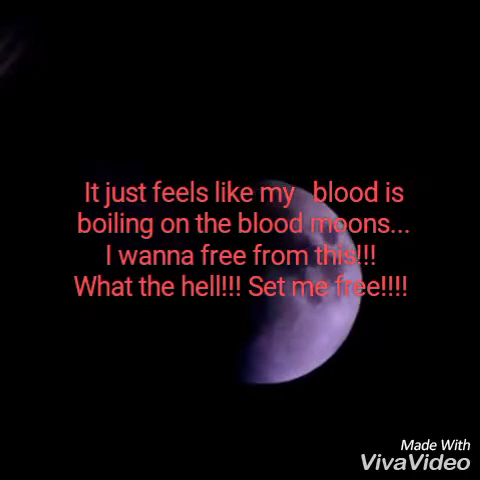 It just feels like my blood is
boiling on the blood moons...
I wanna free from this!!!
What the hell!!! Set me free!!!!
Made With
VivaVideo